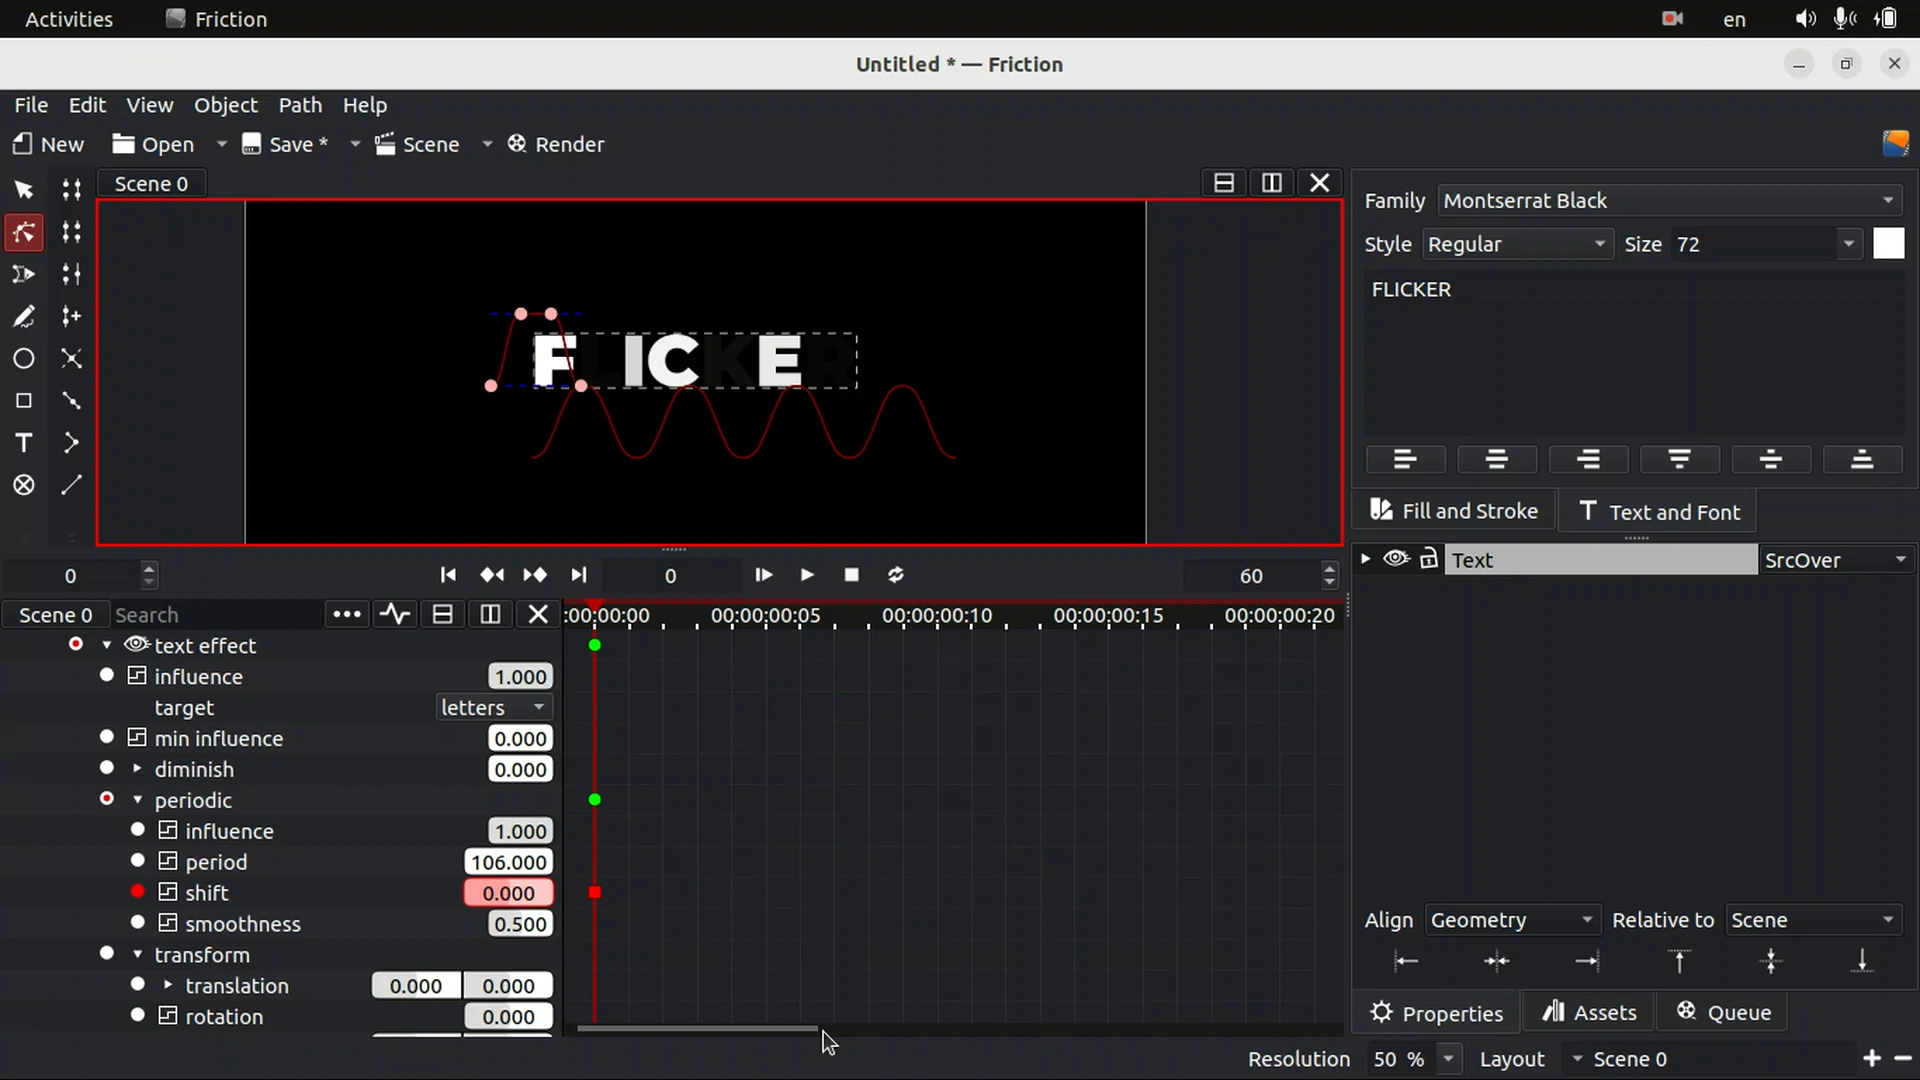 Activities Friction en
Untitled * — Friction
File Edit View Object Path Help
New Open Save * Scene Render
Scene 0
Family Montserrat Black
Style Regular Size 72
FLICKER
FLICKER
Fill and Stroke Text and Font
0 0 60
Text SrcOver
Scene 0 Search :00:00:00 00:00:00:05 00:00:00:10 00:00:00:15 00:00:00:20
text effect
influence 1.000
target letters
min influence 0.000
diminish 0.000
periodic
influence 1.000
period 106.000
shift 0.000
smoothness 0.500
transform
translation 0.000 0.000
rotation 0.000
Align Geometry Relative to Scene
Properties Assets Queue
Resolution 50 % Layout Scene 0